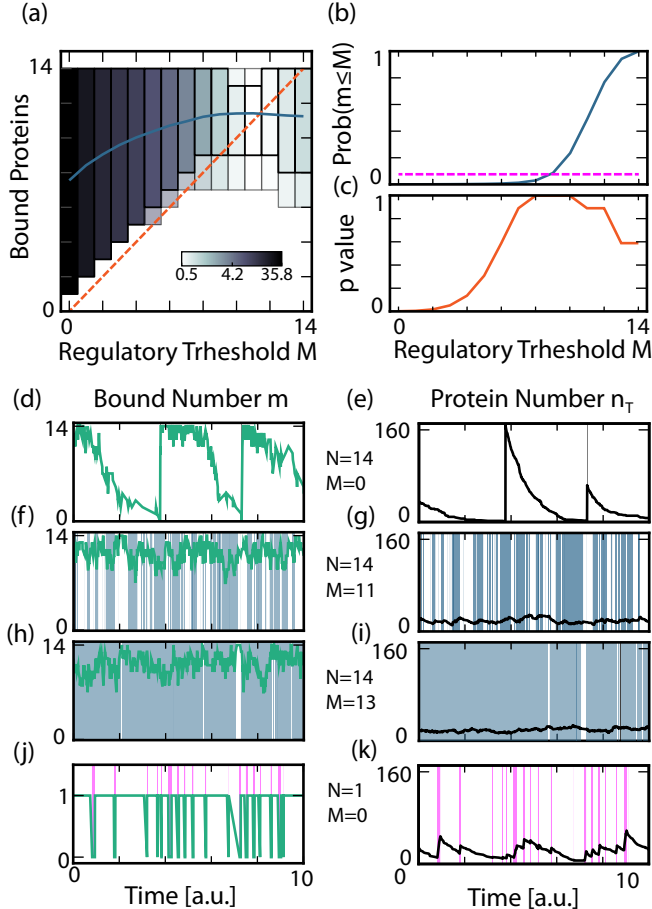 (a)
14
Bound Proteins
0.5 4.2 35.8
0
0 14
Regulatory Trheshold M
(b)
1
Prob(m≤M)
0
(c)
1
p value
0
0 14
Regulatory Trheshold M
(d) Bound Number m
14
0
(e) Protein Number nT
N=14
M=0
160
0
(f)
14
0
(g)
N=14
M=11
160
0
(h)
14
0
(i)
N=14
M=13
160
0
(j)
1
0
0 10
Time [a.u.]
(k)
N=1
M=0
160
0
0 10
Time [a.u.]